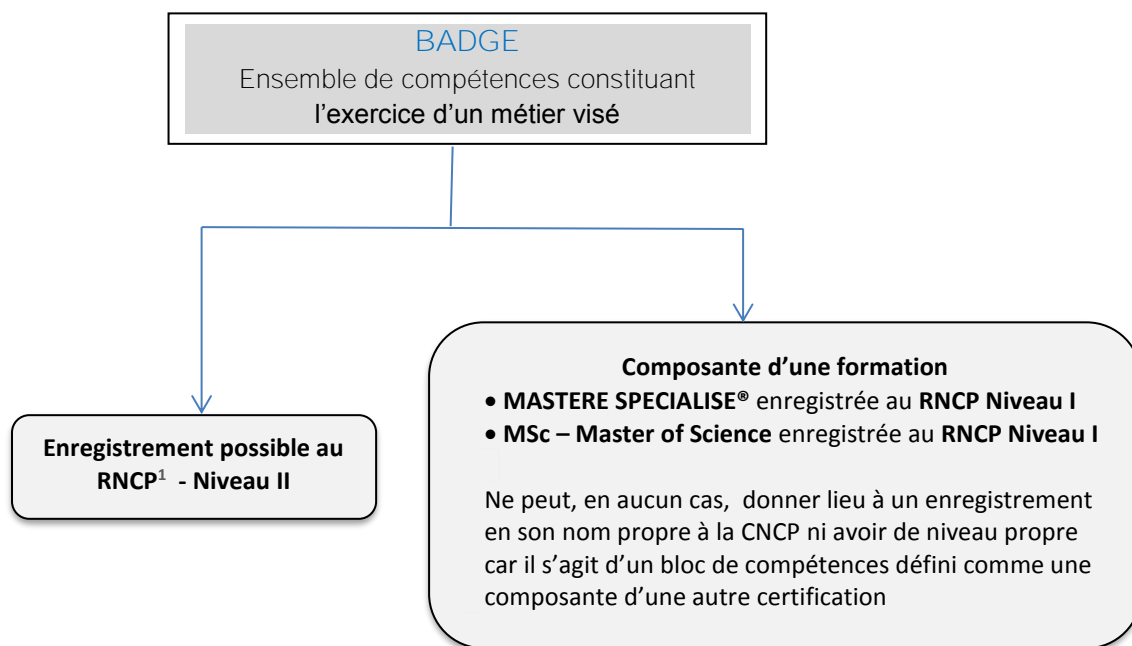 BADGE
Ensemble de compétences constituant
l'exercice d'un métier visé
Enregistrement possible au
RNCP¹ - Niveau II
Composante d'une formation
• MASTERE SPECIALISE® enregistrée au RNCP Niveau I
• MSc – Master of Science enregistrée au RNCP Niveau I
Ne peut, en aucun cas, donner lieu à un enregistrement
en son nom propre à la CNCP ni avoir de niveau propre
car il s'agit d'un bloc de compétences défini comme une
composante d'une autre certification